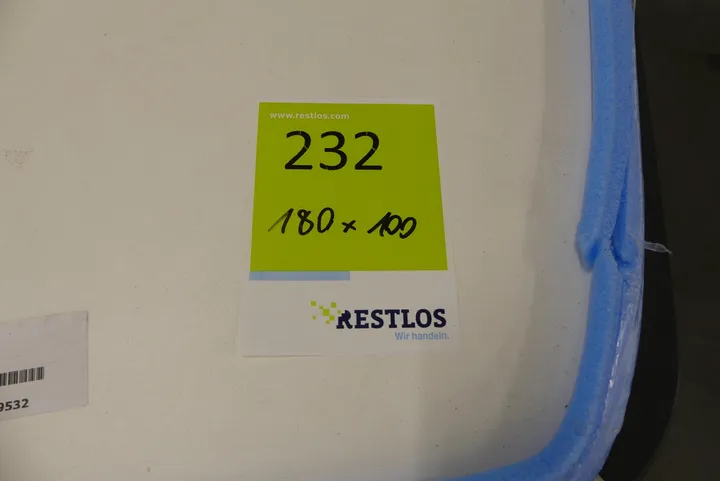 www.restlos.com
232
180 x 100
RESTLOS
Wir handeln.
9532